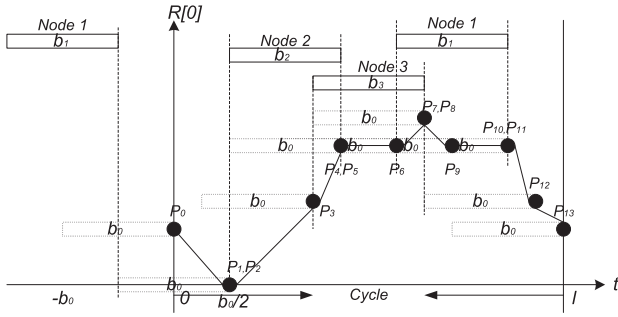 R[0]
Node 1
Node 1
b₁
Node 2
b₁
b₂
Node 3
b₃
P₇,P₈
b₀
P₁₀,P₁₁
b₀
b₀
b₀
b₀
P₄,P₅
P₆
P₉
P₁₂
b₀
b₀
P₀
P₃
P₁₃
b₀
b₀
P₁,P₂
b₀
t
-b₀
0
b₀/2
Cycle
I